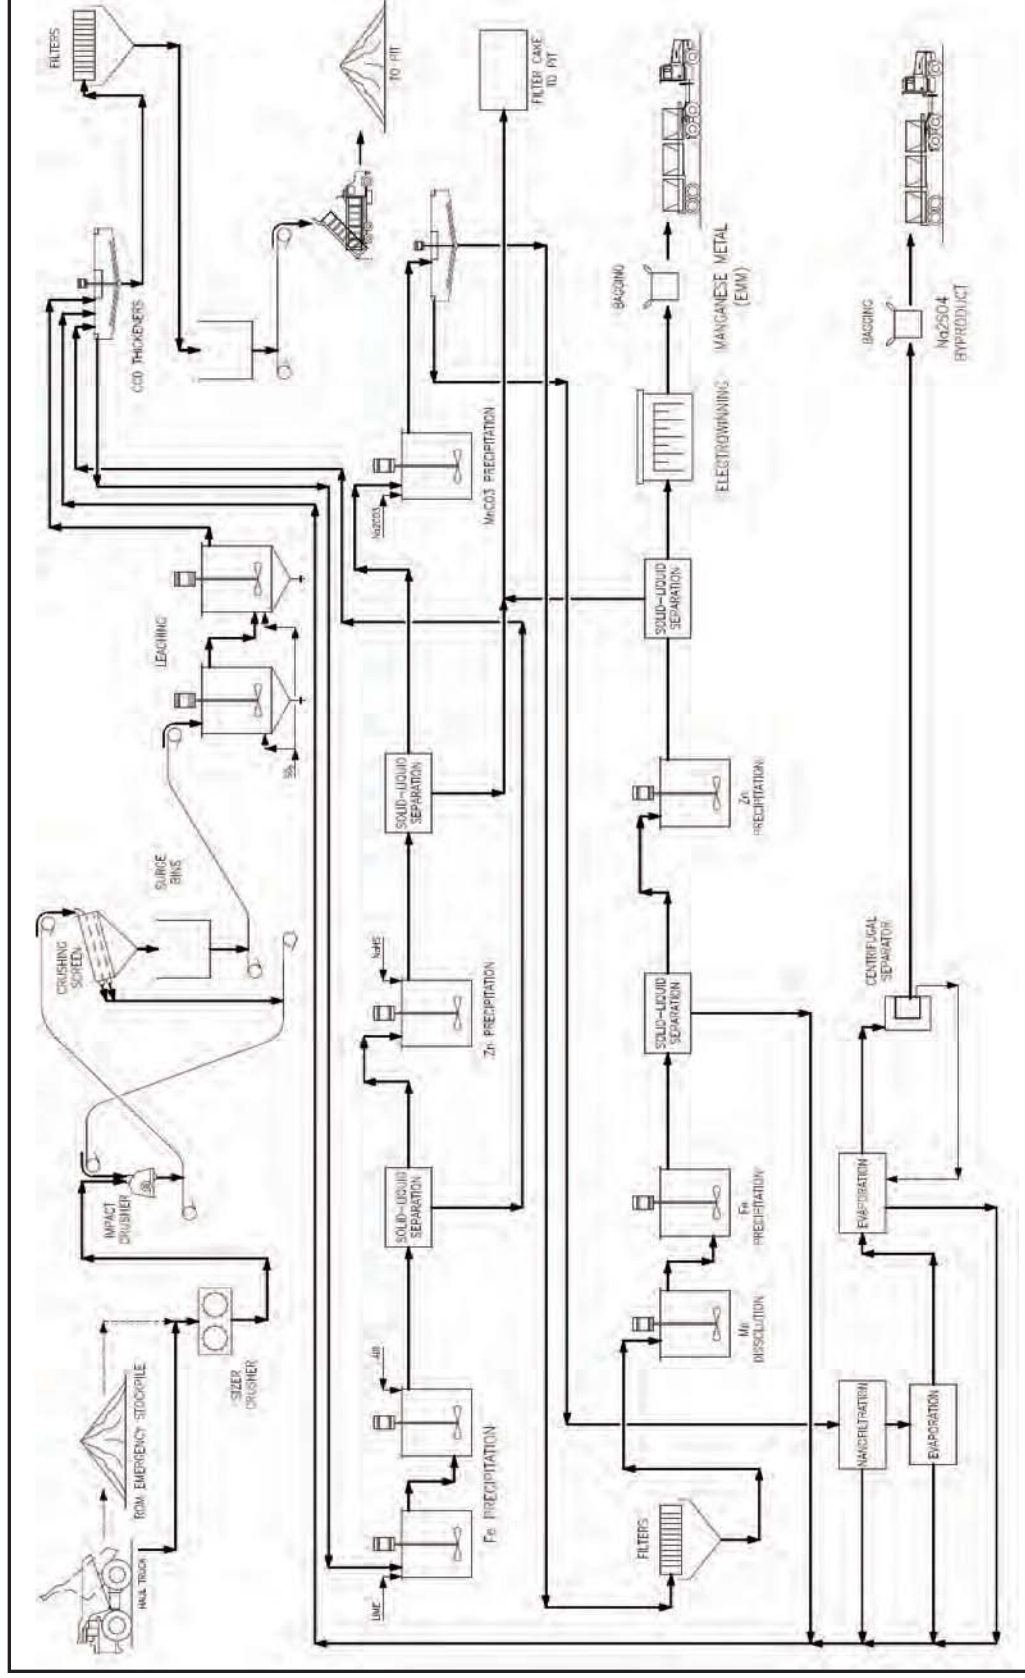 HAUL TRUCK
ROM EMERGENCY STOCKPILE
SIZER
CRUSHER
IMPACT
CRUSHER
CRUSHING
SCREEN
SURGE
BINS
LEACHING
SO₂
CCD THICKENERS
FILTERS
TO PIT
LIME
AIR
Fe PRECIPITATION
SOLID-LIQUID
SEPARATION
NaHS
Zn PRECIPITATION
SOLID-LIQUID
SEPARATION
Na2CO3
MnCO3 PRECIPITATION
FILTER CAKE
TO PIT
FILTERS
Mn
DISSOLUTION
Fe
PRECIPITATION
SOLID-LIQUID
SEPARATION
Zn
PRECIPITATION
SOLID-LIQUID
SEPARATION
ELECTROWINNING
BAGGING
MANGANESE METAL
(EMM)
NANOFILTRATION
EVAPORATION
EVAPORATION
CENTRIFUGAL
SEPARATOR
BAGGING
Na2SO4
BYPRODUCT